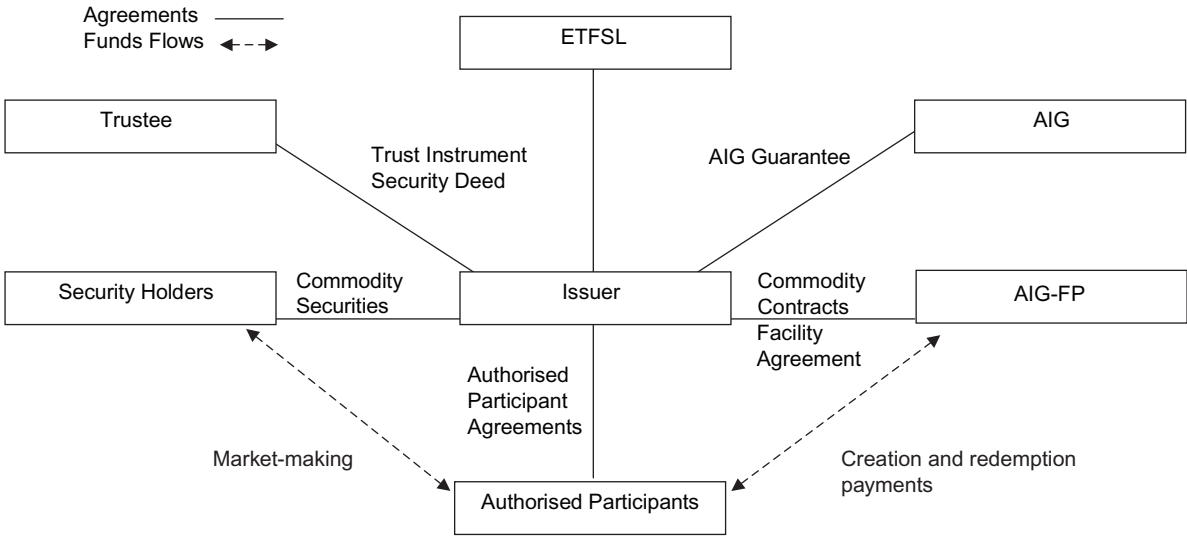 Agreements
Funds Flows
ETFSL
Trustee
AIG
Trust Instrument
Security Deed
AIG Guarantee
Security Holders
Commodity
Securities
Issuer
Commodity
Contracts
Facility
Agreement
AIG-FP
Authorised
Participant
Agreements
Market-making
Creation and redemption
payments
Authorised Participants